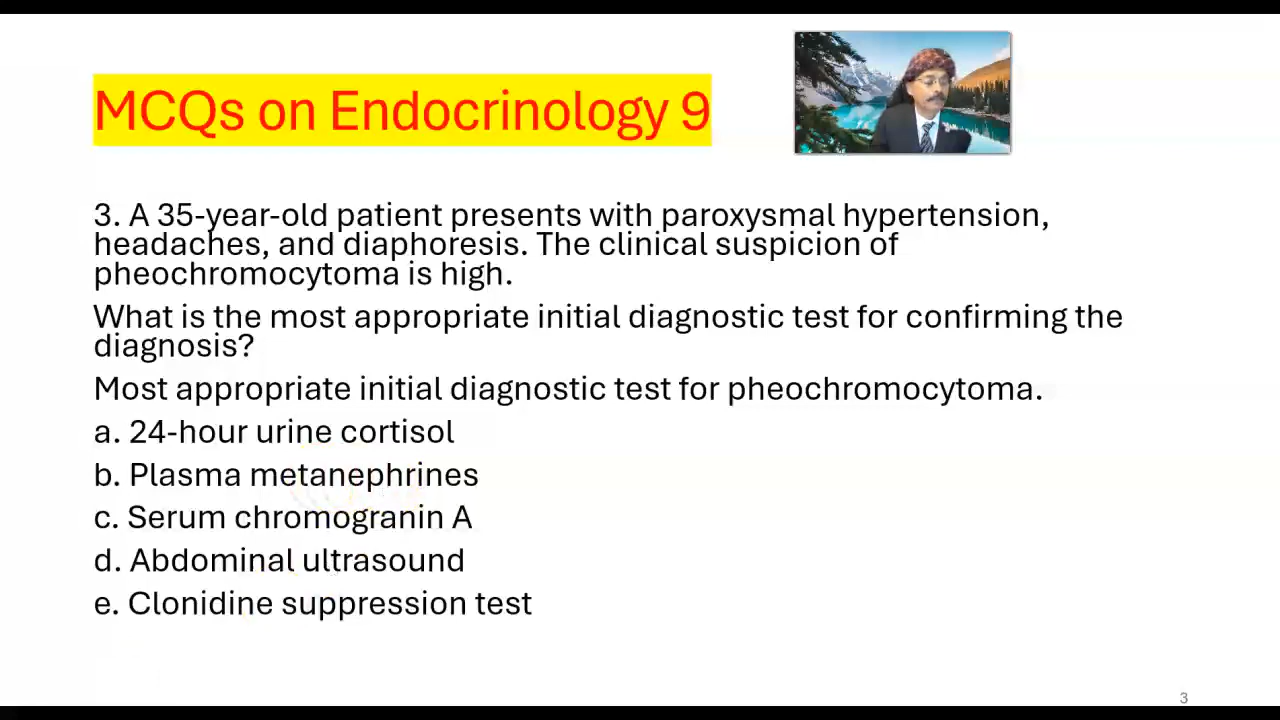 MCQs on Endocrinology 9
3. A 35-year-old patient presents with paroxysmal hypertension,
headaches, and diaphoresis. The clinical suspicion of
pheochromocytoma is high.
What is the most appropriate initial diagnostic test for confirming the
diagnosis?
Most appropriate initial diagnostic test for pheochromocytoma.
a. 24-hour urine cortisol
b. Plasma metanephrines
c. Serum chromogranin A
d. Abdominal ultrasound
e. Clonidine suppression test
3